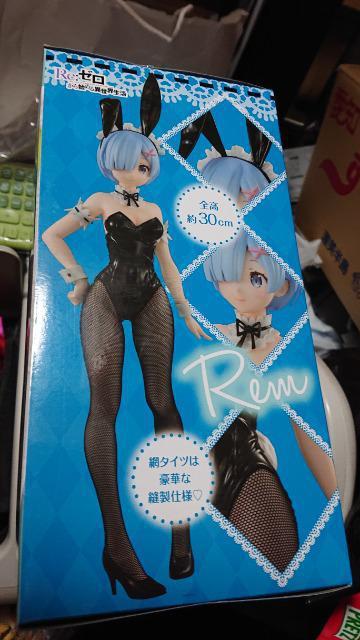 Re:ゼロ
から始める異世界生活
全高
約30cm
Rem
網タイツは
豪華な
縫製仕様♡